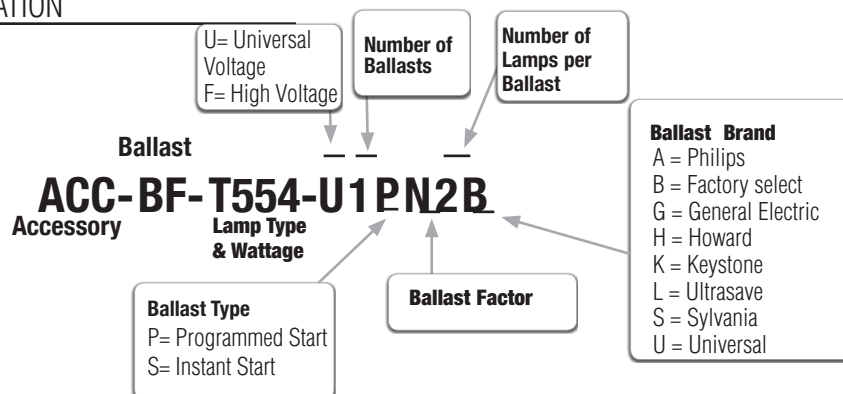 ATION
U= Universal
Voltage
F= High Voltage
Number of
Ballasts
Number of
Lamps per
Ballast
Ballast
ACC-BF-T554-U1PN2B
Accessory
Lamp Type
& Wattage
Ballast Type
P= Programmed Start
S= Instant Start
Ballast Factor
Ballast Brand
A = Philips
B = Factory select
G = General Electric
H = Howard
K = Keystone
L = Ultrasave
S = Sylvania
U = Universal